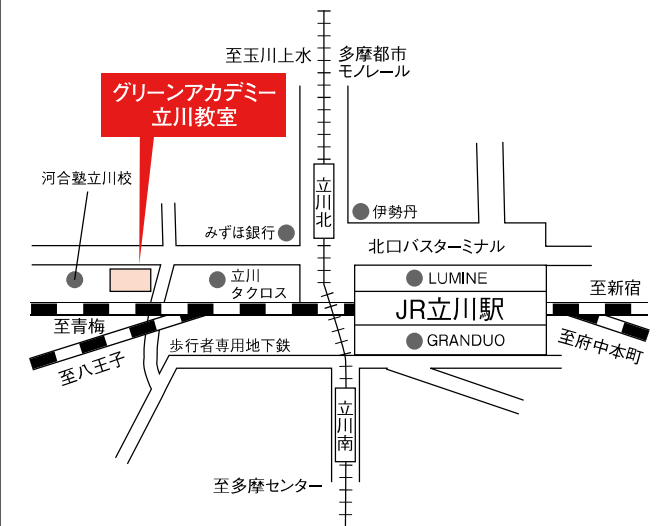 至玉川上水
多摩都市
モノレール
グリーンアカデミー
立川教室
河合塾立川校
立川北
伊勢丹
みずほ銀行
北口バスターミナル
立川
タクロス
LUMINE
至新宿
JR立川駅
至青梅
GRANDUO
至府中本町
歩行者専用地下鉄
至八王子
立川南
至多摩センター